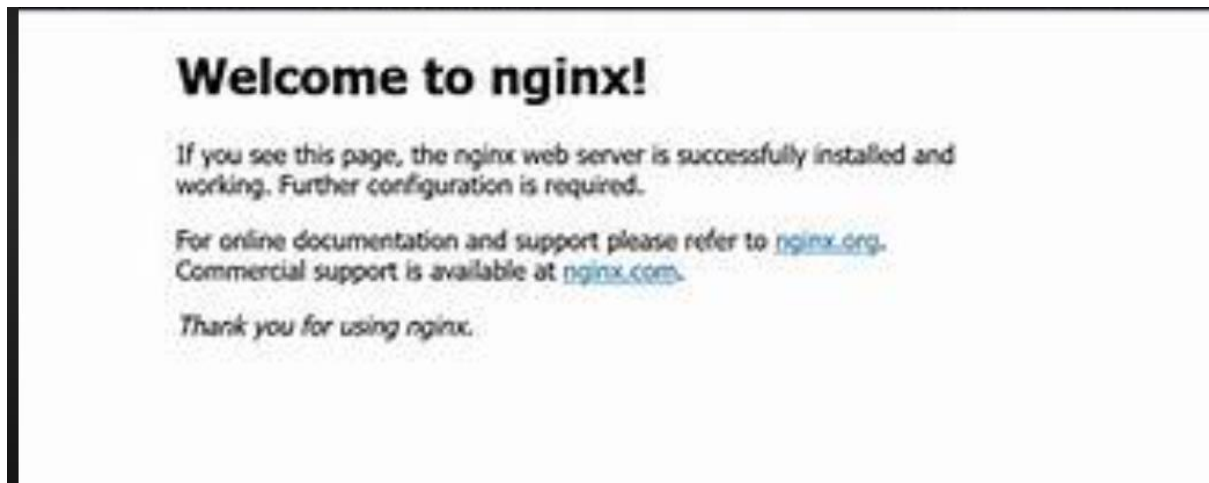 Welcome to nginx!
If you see this page, the nginx web server is successfully installed and
working. Further configuration is required.
For online documentation and support please refer to nginx.org.
Commercial support is available at nginx.com.
Thank you for using nginx.